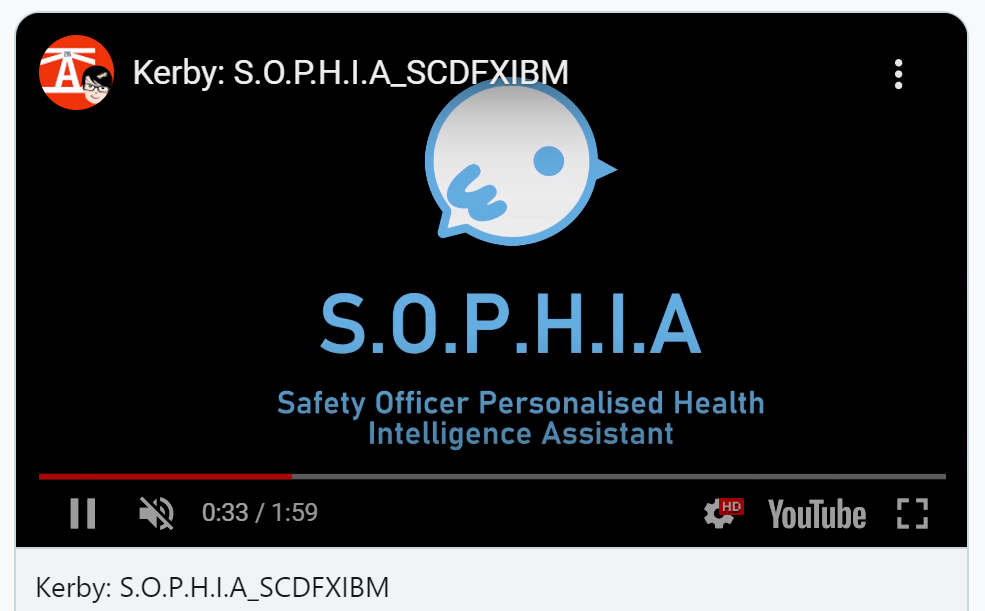 Kerby: S.O.P.H.I.A_SCDFXIBM
S.O.P.H.I.A
Safety Officer Personalised Health
Intelligence Assistant
0:33 / 1:59
HD
YouTube
Kerby: S.O.P.H.I.A_SCDFXIBM